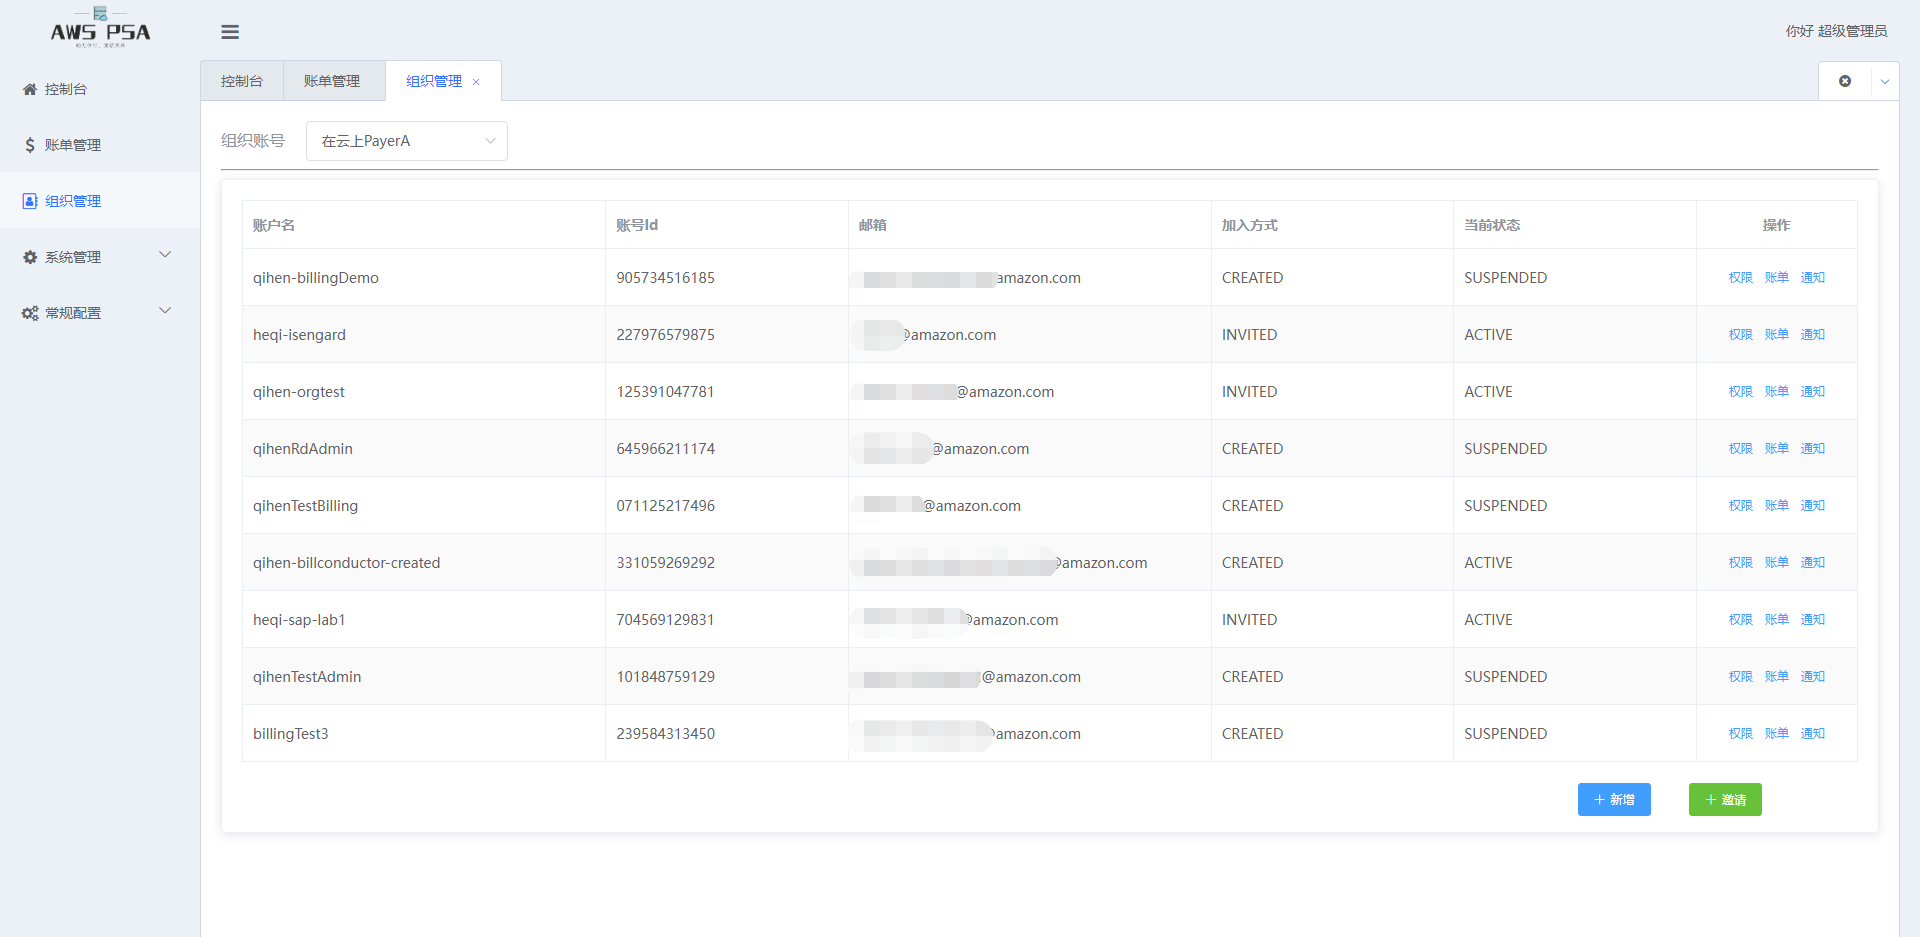 AWS PSA
你好 超级管理员
控制台
账单管理
组织管理
系统管理
常规配置
控制台 账单管理 组织管理 ×
组织账号 在云上PayerA
账户名 账号Id 邮箱 加入方式 当前状态 操作
qihen-billingDemo 905734516185 amazon.com CREATED SUSPENDED 权限 账单 通知
heqi-isengard 227976579875 @amazon.com INVITED ACTIVE 权限 账单 通知
qihen-orgtest 125391047781 @amazon.com INVITED ACTIVE 权限 账单 通知
qihenRdAdmin 645966211174 @amazon.com CREATED SUSPENDED 权限 账单 通知
qihenTestBilling 071125217496 @amazon.com CREATED SUSPENDED 权限 账单 通知
qihen-billconductor-created 331059269292 @amazon.com CREATED ACTIVE 权限 账单 通知
heqi-sap-lab1 704569129831 @amazon.com INVITED ACTIVE 权限 账单 通知
qihenTestAdmin 101848759129 @amazon.com CREATED SUSPENDED 权限 账单 通知
billingTest3 239584313450 amazon.com CREATED SUSPENDED 权限 账单 通知
+ 新增 + 邀请